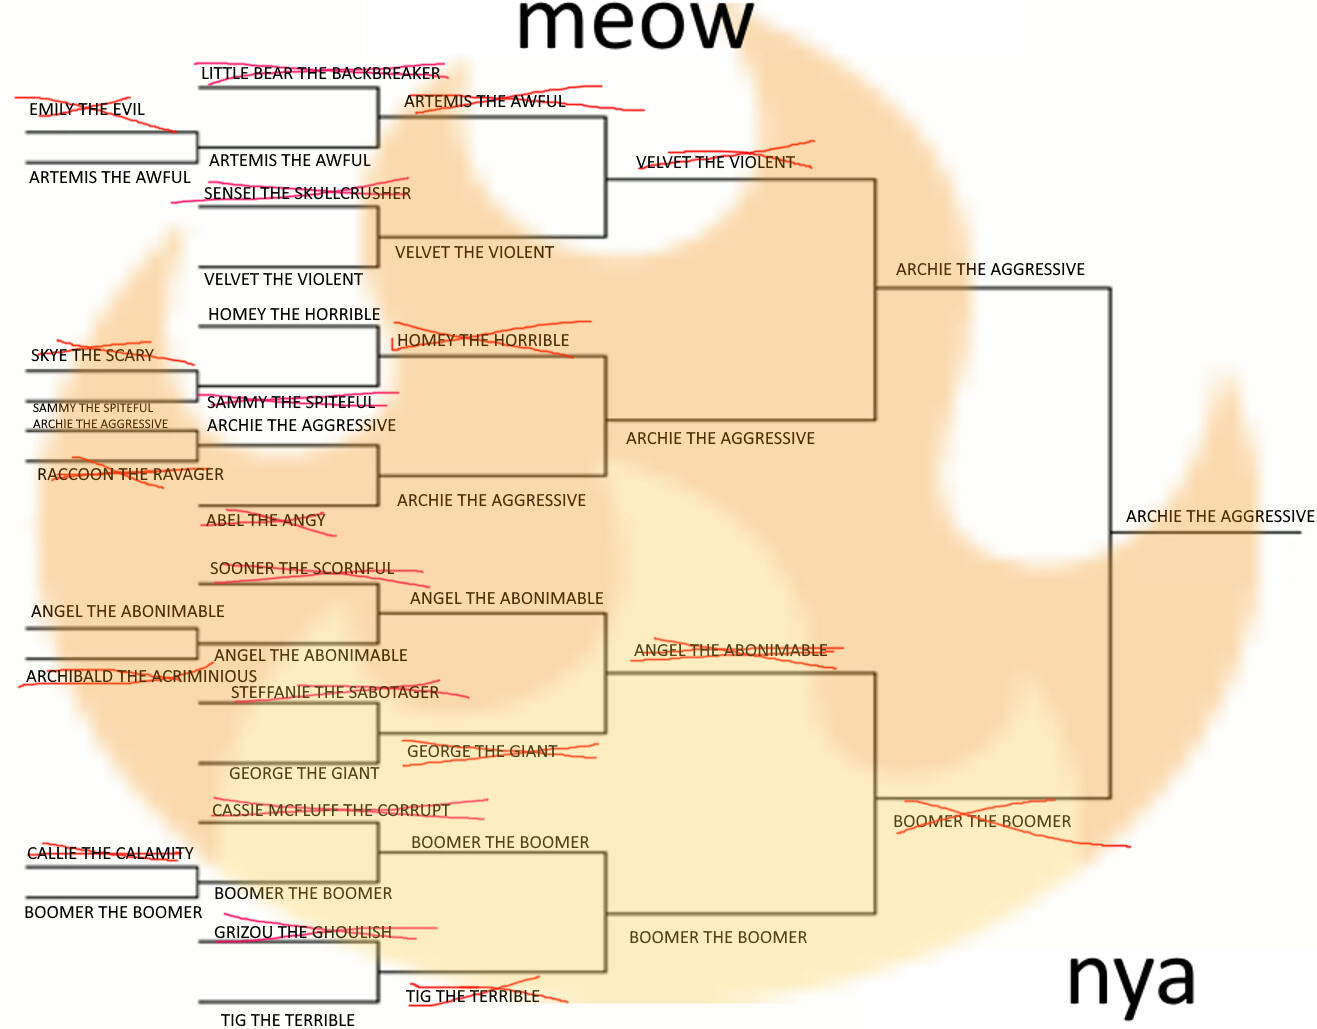 meow
LITTLE BEAR THE BACKBREAKER
EMILY THE EVIL
ARTEMIS THE AWFUL
ARTEMIS THE AWFUL
ARTEMIS THE AWFUL
SENSEI THE SKULLCRUSHER
VELVET THE VIOLENT
VELVET THE VIOLENT
VELVET THE VIOLENT
HOMEY THE HORRIBLE
HOMEY THE HORRIBLE
SKYE THE SCARY
SAMMY THE SPITEFUL
SAMMY THE SPITEFUL
ARCHIE THE AGGRESSIVE
ARCHIE THE AGGRESSIVE
RACCOON THE RAVAGER
ARCHIE THE AGGRESSIVE
ABEL THE ANGY
ARCHIE THE AGGRESSIVE
ARCHIE THE AGGRESSIVE
ARCHIE THE AGGRESSIVE
SOONER THE SCORNFUL
ANGEL THE ABONIMABLE
ANGEL THE ABONIMABLE
ANGEL THE ABONIMABLE
ARCHIBALD THE ACRIMINIOUS
STEFFANIE THE SABOTAGER
ANGEL THE ABONIMABLE
GEORGE THE GIANT
GEORGE THE GIANT
CASSIE MCFLUFF THE CORRUPT
BOOMER THE BOOMER
CALLIE THE CALAMITY
BOOMER THE BOOMER
BOOMER THE BOOMER
BOOMER THE BOOMER
GRIZOU THE GHOULISH
BOOMER THE BOOMER
TIG THE TERRIBLE
TIG THE TERRIBLE
nya